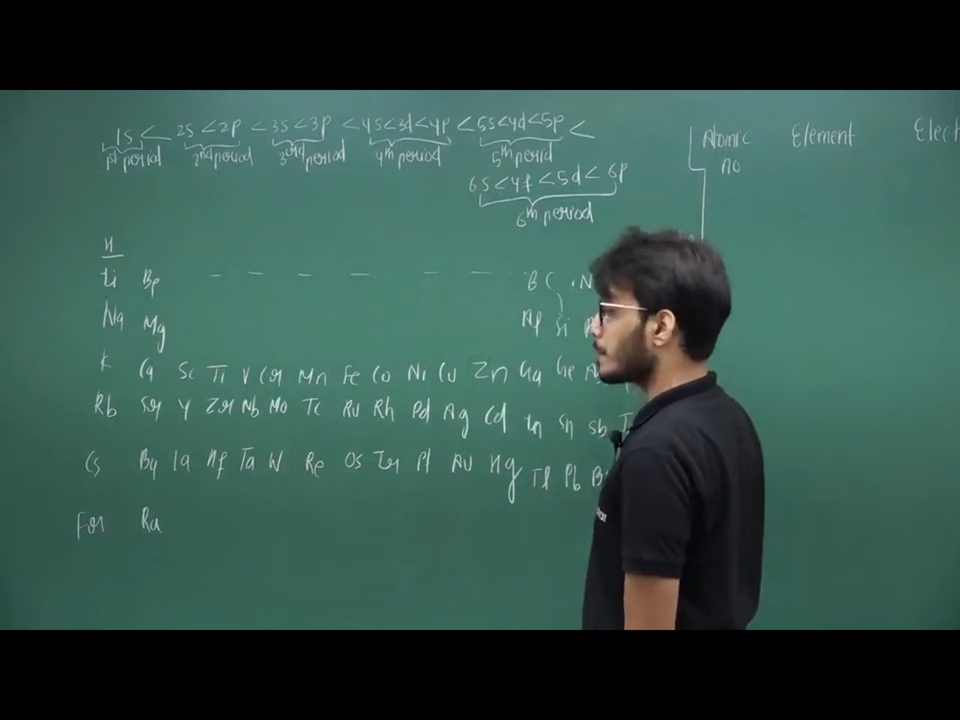 1s < 2s < 2p < 3s < 3p < 4s < 3d < 4p < 5s < 4d < 5p <
1st period 2nd period 3rd period 4th period 5th period
6s < 4f < 5d < 6p
6th period
H
Li Be - - - - - - B C N
Na Mg Al Si
K Ca Sc Ti V Cr Mn Fe Co Ni Cu Zn Ga Ge
Rb Sr Y Zr Nb Mo Tc Ru Rh Pd Ag Cd In Sn Sb
Cs Ba La Hf Ta W Re Os Ir Pt Au Hg Tl Pb
Fr Ra
Atomic Element
no